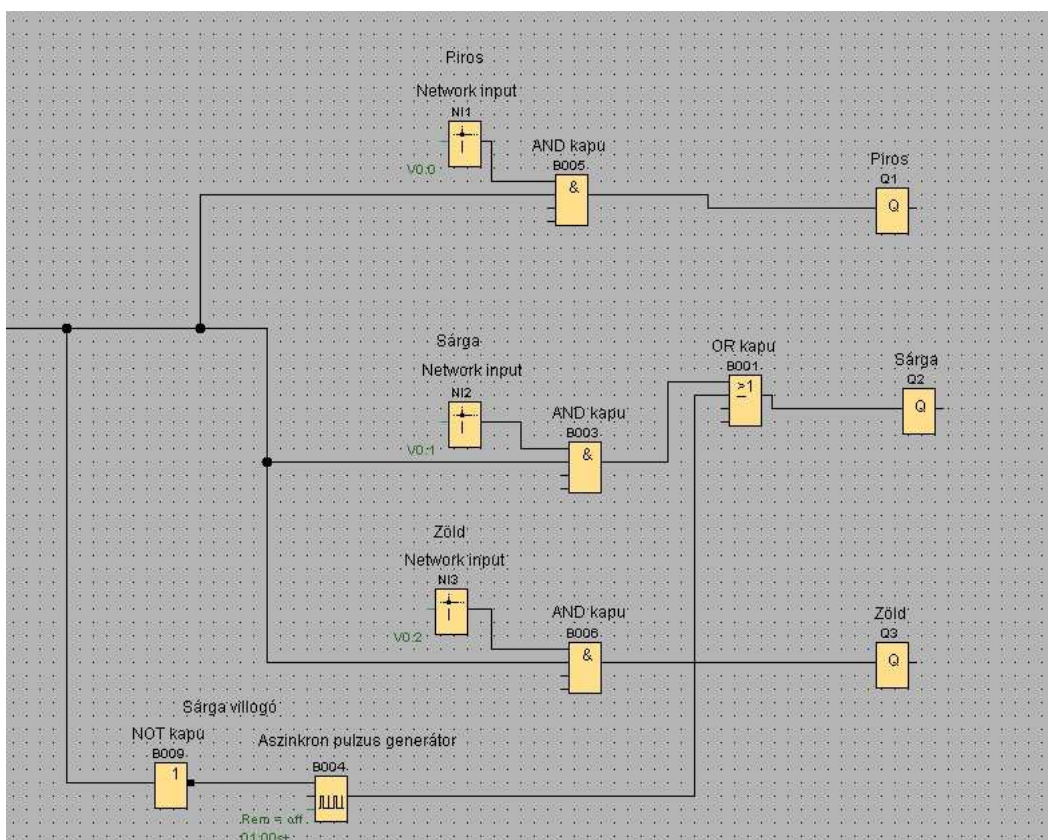 Piros
Network input
NI1
V0.0
AND kapu
B005
&
Piros
Q1
Q
Sárga
Network input
NI2
V0.1
AND kapu
B003
&
OR kapu
B001
>1
Sárga
Q2
Q
Zöld
Network input
NI3
V0.2
AND kapu
B006
&
Zöld
Q3
Q
Sárga villogó
NOT kapu
B009
1
Aszinkron pulzus generátor
B004
Rem = off
01:00s+